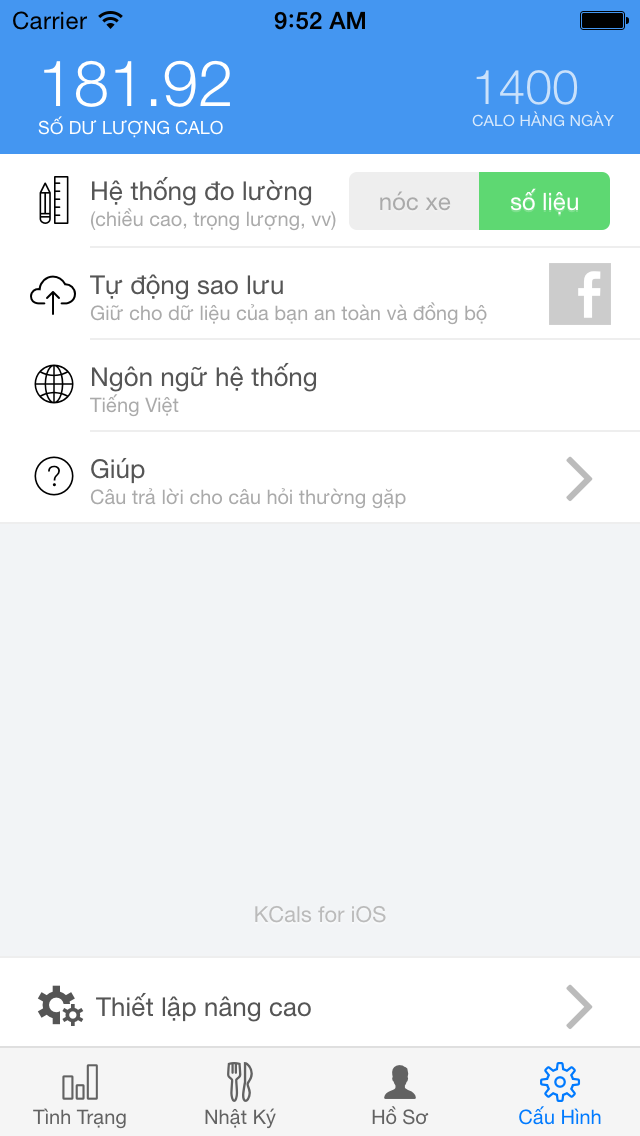 Carrier 9:52 AM
181.92 1400
SỐ DƯ LƯỢNG CALO CALO HÀNG NGÀY
Hệ thống đo lường
(chiều cao, trọng lượng, vv)
nóc xe số liệu
Tự động sao lưu
Giữ cho dữ liệu của bạn an toàn và đồng bộ
f
Ngôn ngữ hệ thống
Tiếng Việt
?
Giúp
Câu trả lời cho câu hỏi thường gặp
KCals for iOS
Thiết lập nâng cao
Tình Trạng Nhật Ký Hồ Sơ Cấu Hình